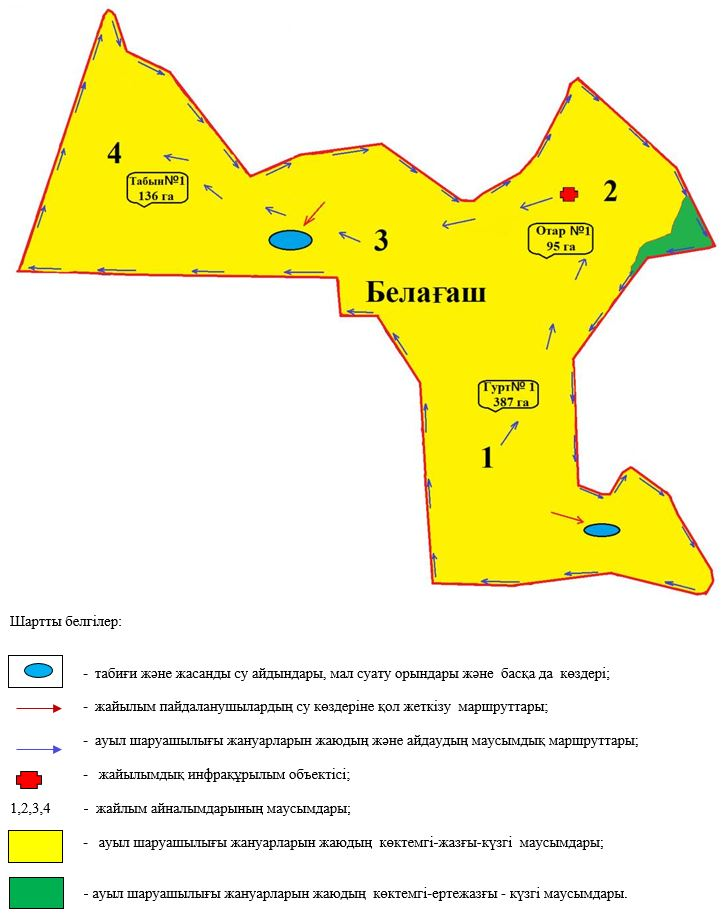 4
Табын№1
136 га
2
3
Отар №1
95 га
Белағаш
Гурт№ 1
387 га
1
Шартты белгілер:
- табиғи және жасанды су айдындары, мал суату орындары және басқа да көздері;
- жайылым пайдаланушылардың су көздеріне қол жеткізу маршруттары;
- ауыл шаруашылығы жануарларын жаюдың және айдаудың маусымдық маршруттары;
- жайылымдық инфрақұрылым объектісі;
1,2,3,4 - жайлым айналымдарының маусымдары;
- ауыл шаруашылығы жануарларын жаюдың көктемгі-жазғы-күзгі маусымдары;
- ауыл шаруашылығы жануарларын жаюдың көктемгі-ертежазғы - күзгі маусымдары.